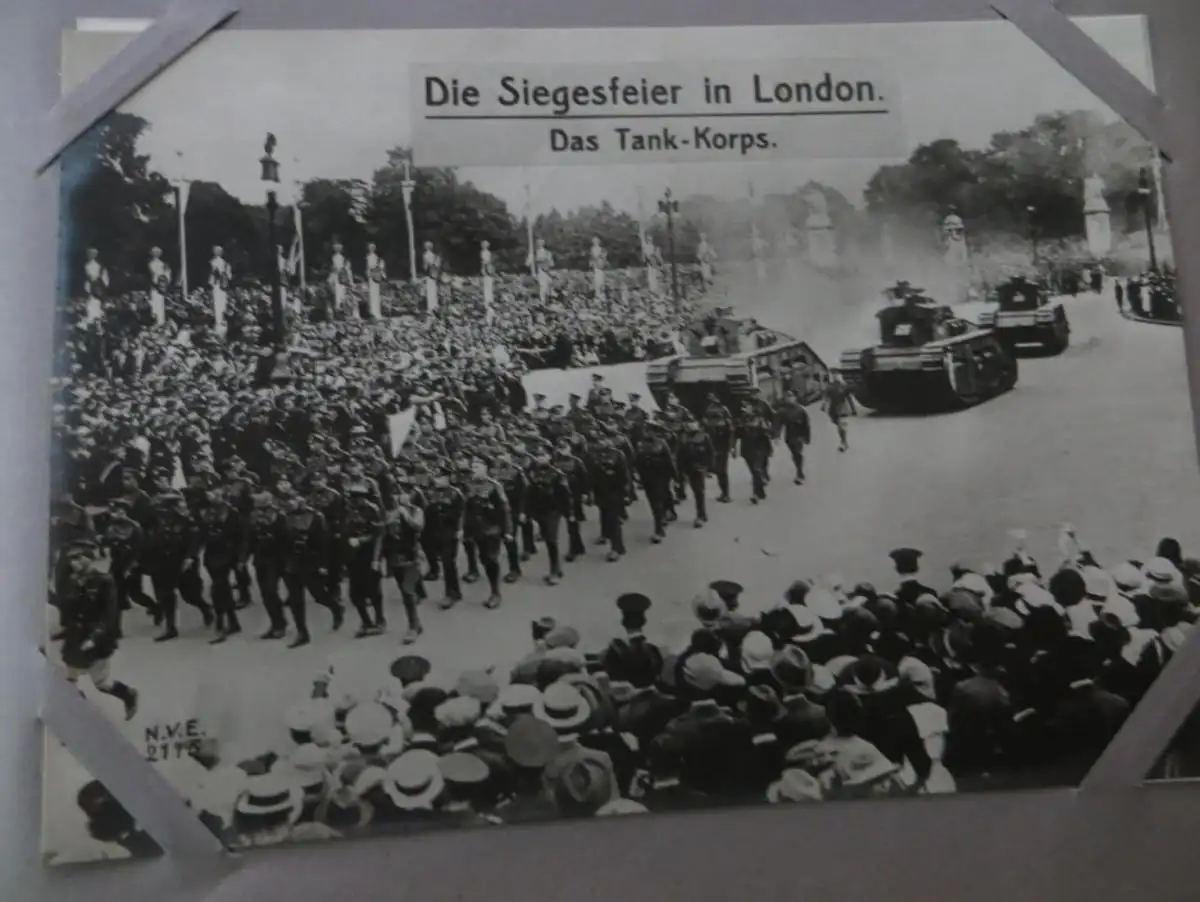 Die Siegesfeier in London.
Das Tank-Korps.
N.V.E.
2175